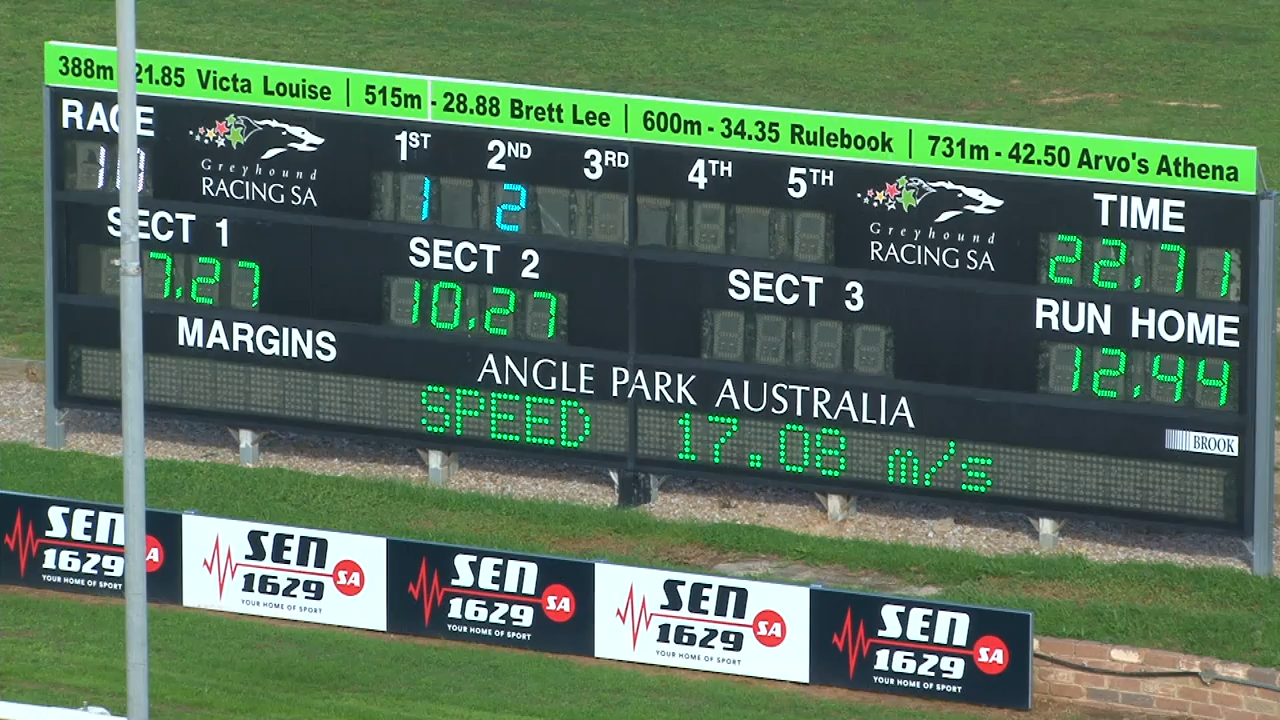 388m 21.85 Victa Louise | 515m - 28.88 Brett Lee | 600m - 34.35 Rulebook | 731m - 42.50 Arvo's Athena
RACE 10
Greyhound
RACING SA
1ST 2ND 3RD 4TH 5TH
1 2
Greyhound
RACING SA
TIME
22.71
SECT 1
7.27
SECT 2
10.27
SECT 3
RUN HOME
12.44
MARGINS
ANGLE PARK AUSTRALIA
BROOK
SPEED 17.08 m/s
SEN
1629
YOUR HOME OF SPORT
SEN
1629 SA
YOUR HOME OF SPORT
SEN
1629 SA
YOUR HOME OF SPORT
SEN
1629 SA
YOUR HOME OF SPORT
SEN
1629 SA
YOUR HOME OF SPORT